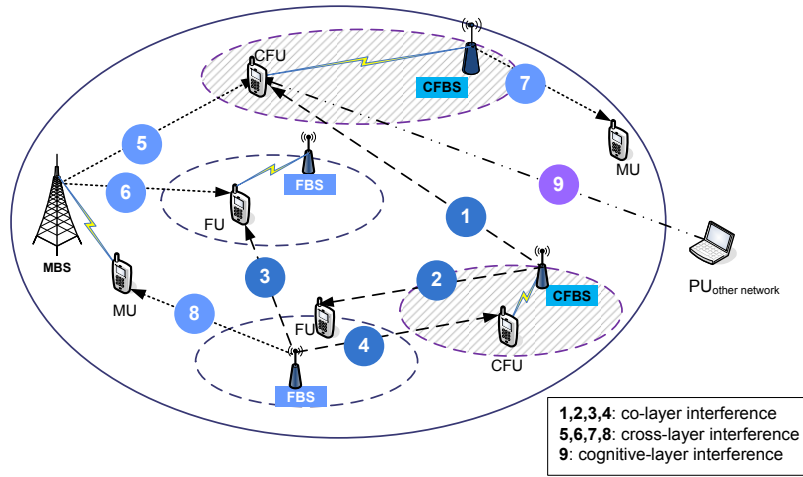 CFU
CFBS
7
5
MU
FBS
6
9
FU
1
MBS
3
2
CFBS
PU other network
MU
8
FU
4
CFU
FBS
1,2,3,4: co-layer interference
5,6,7,8: cross-layer interference
9: cognitive-layer interference